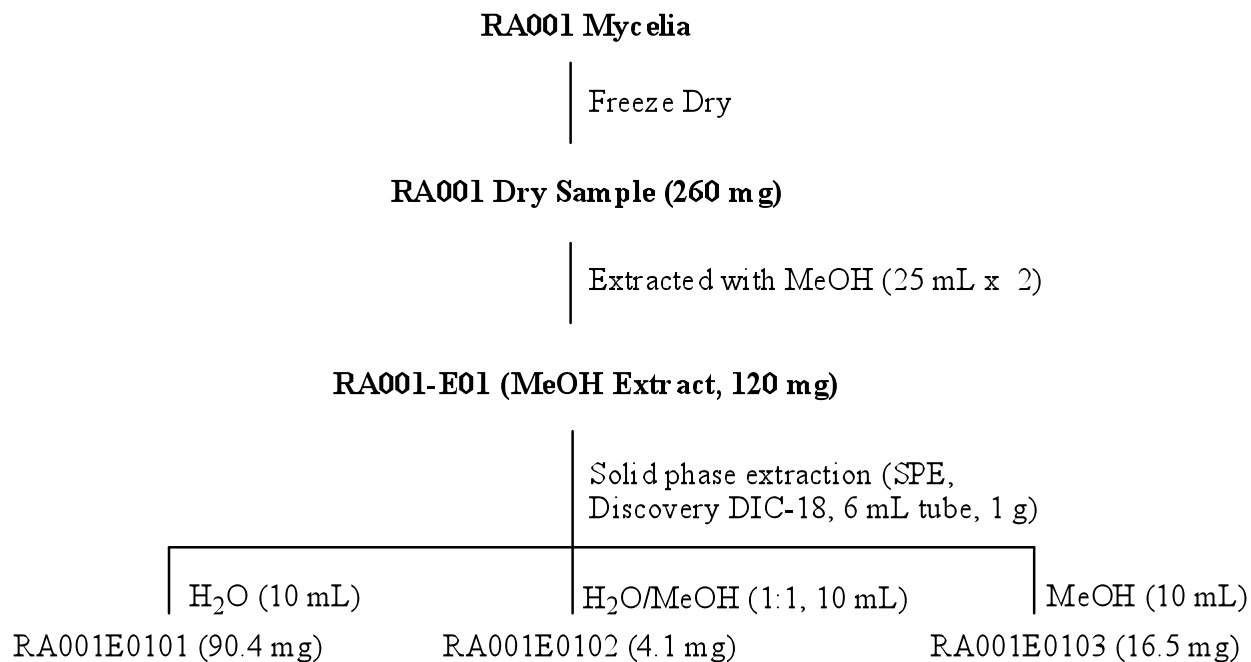 RA001 Mycelia
Freeze Dry
RA001 Dry Sample (260 mg)
Extracted with MeOH (25 mL x 2)
RA001-E01 (MeOH Extract, 120 mg)
Solid phase extraction (SPE,
Discovery DIC-18, 6 mL tube, 1 g)
H₂O (10 mL)
H₂O/MeOH (1:1, 10 mL)
MeOH (10 mL)
RA001E0101 (90.4 mg)
RA001E0102 (4.1 mg)
RA001E0103 (16.5 mg)